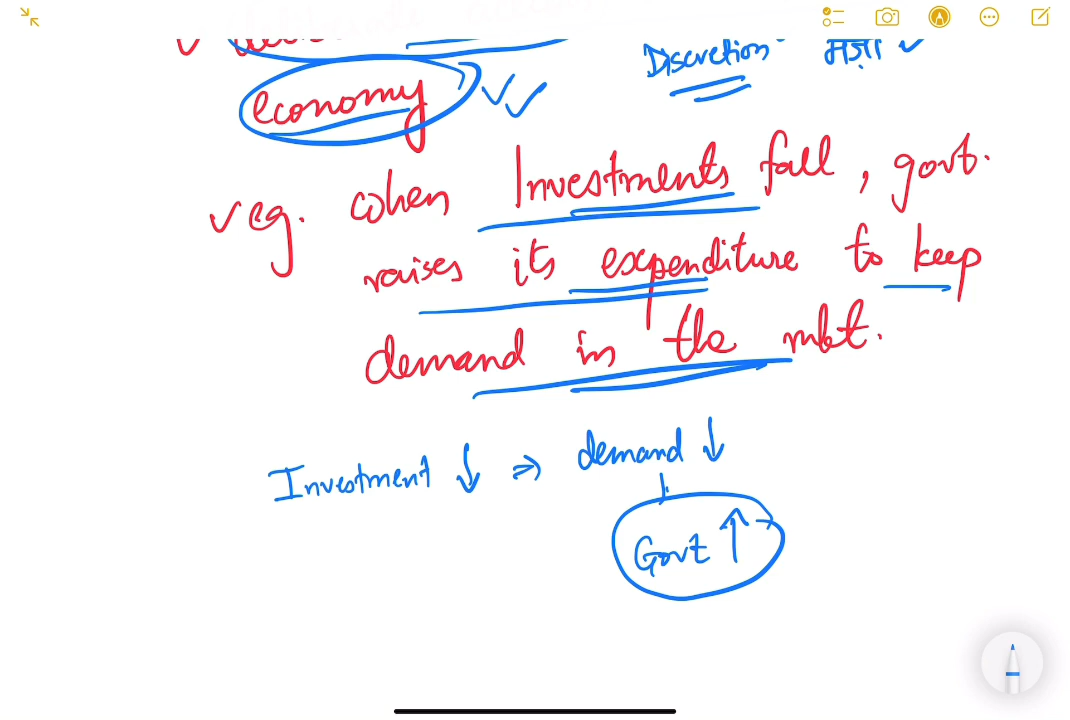 Discretion मज़ा
economy
eg. when Investments fall, govt.
raises its expenditure to keep
demand in the mkt.
Investment ↓ ⇒ demand ↓
Govt ↑